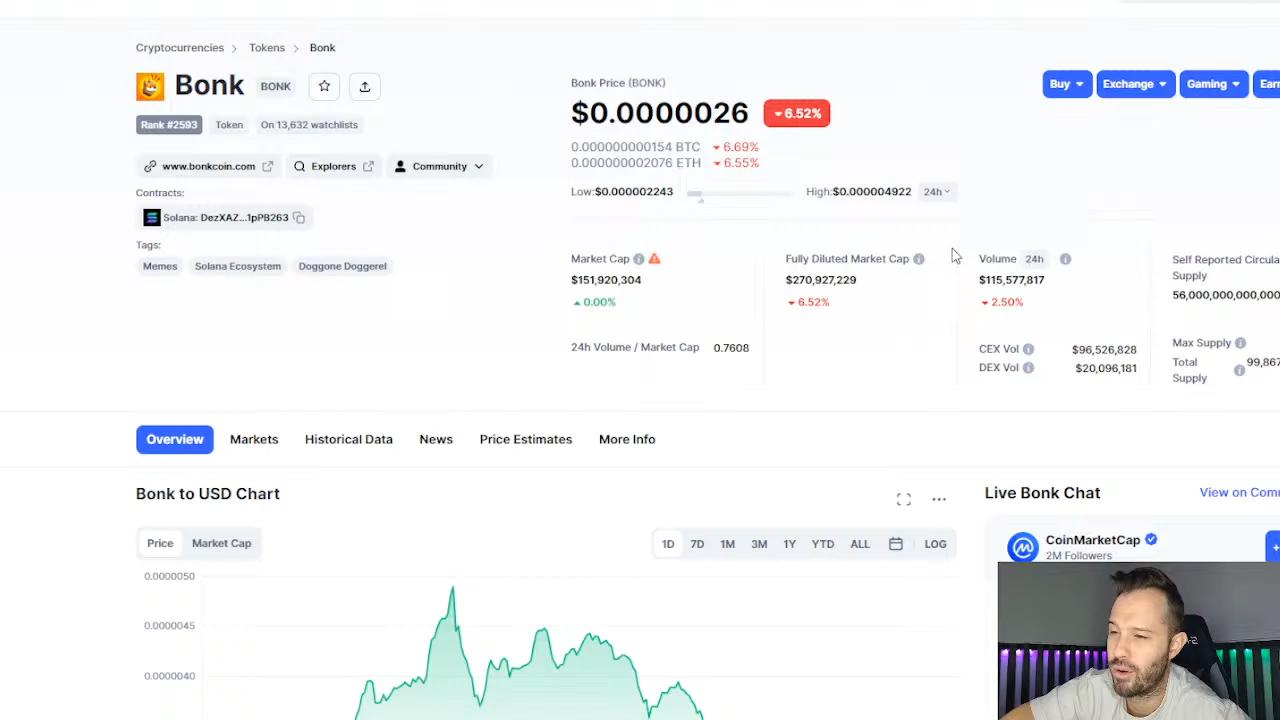 Cryptocurrencies > Tokens > Bonk
Bonk BONK
Rank #2593 Token On 13,632 watchlists
www.bonkcoin.com Explorers Community
Contracts:
Solana: DezXAZ...1pPB263
Tags:
Memes Solana Ecosystem Doggone Doggerel
Bonk Price (BONK)
$0.0000026 6.52%
0.000000000154 BTC 6.69%
0.000000002076 ETH 6.55%
Low:$0.000002243 High:$0.000004922 24h
Buy Exchange Gaming Earn
Market Cap
$151,920,304
0.00%
24h Volume / Market Cap 0.7608
Fully Diluted Market Cap
$270,927,229
6.52%
Volume 24h
$115,577,817
2.50%
CEX Vol $96,526,828
DEX Vol $20,096,181
Self Reported Circula
Supply
56,000,000,000,000
Max Supply
Total 99,867
Supply
Overview Markets Historical Data News Price Estimates More Info
Bonk to USD Chart
Price Market Cap
1D 7D 1M 3M 1Y YTD ALL LOG
0.0000050
0.0000045
0.0000040
Live Bonk Chat View on Com
CoinMarketCap
2M Followers